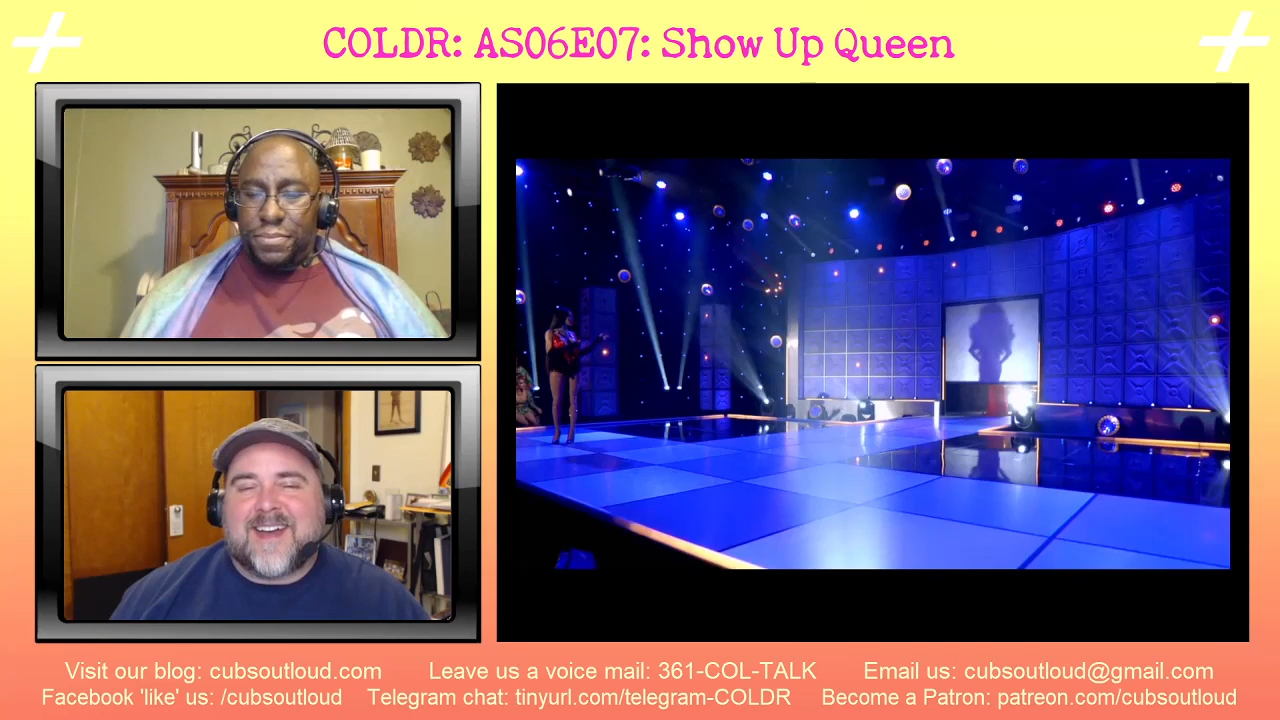 COLDR: AS06E07: Show Up Queen
Visit our blog: cubsoutloud.com Leave us a voice mail: 361-COL-TALK Email us: cubsoutloud@gmail.com
Facebook 'like' us: /cubsoutloud Telegram chat: tinyurl.com/telegram-COLDR Become a Patron: patreon.com/cubsoutloud